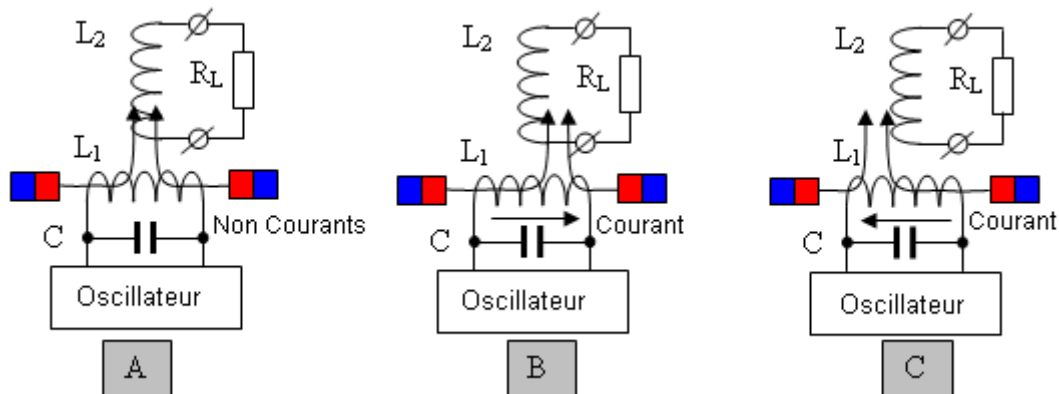 L2
RL
L1
C
Non Courants
Oscillateur
A
L2
RL
L1
C
Courant
Oscillateur
B
L2
RL
L1
C
Courant
Oscillateur
C